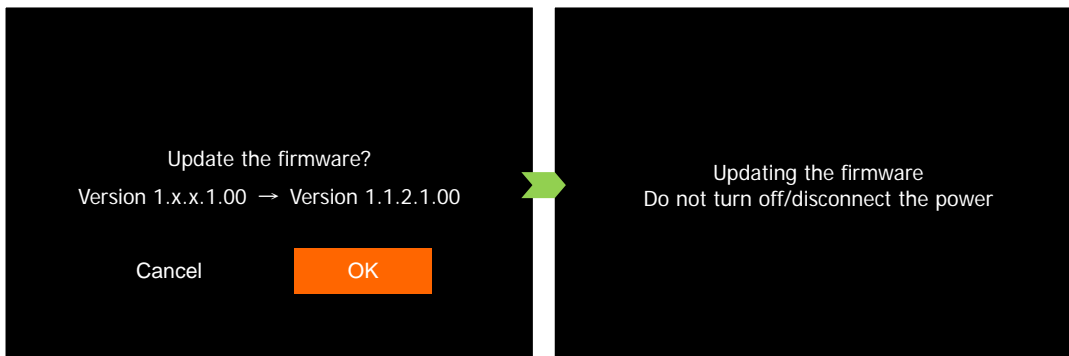 Update the firmware?
Version 1.x.x.1.00 → Version 1.1.2.1.00
Cancel
OK
Updating the firmware
Do not turn off/disconnect the power